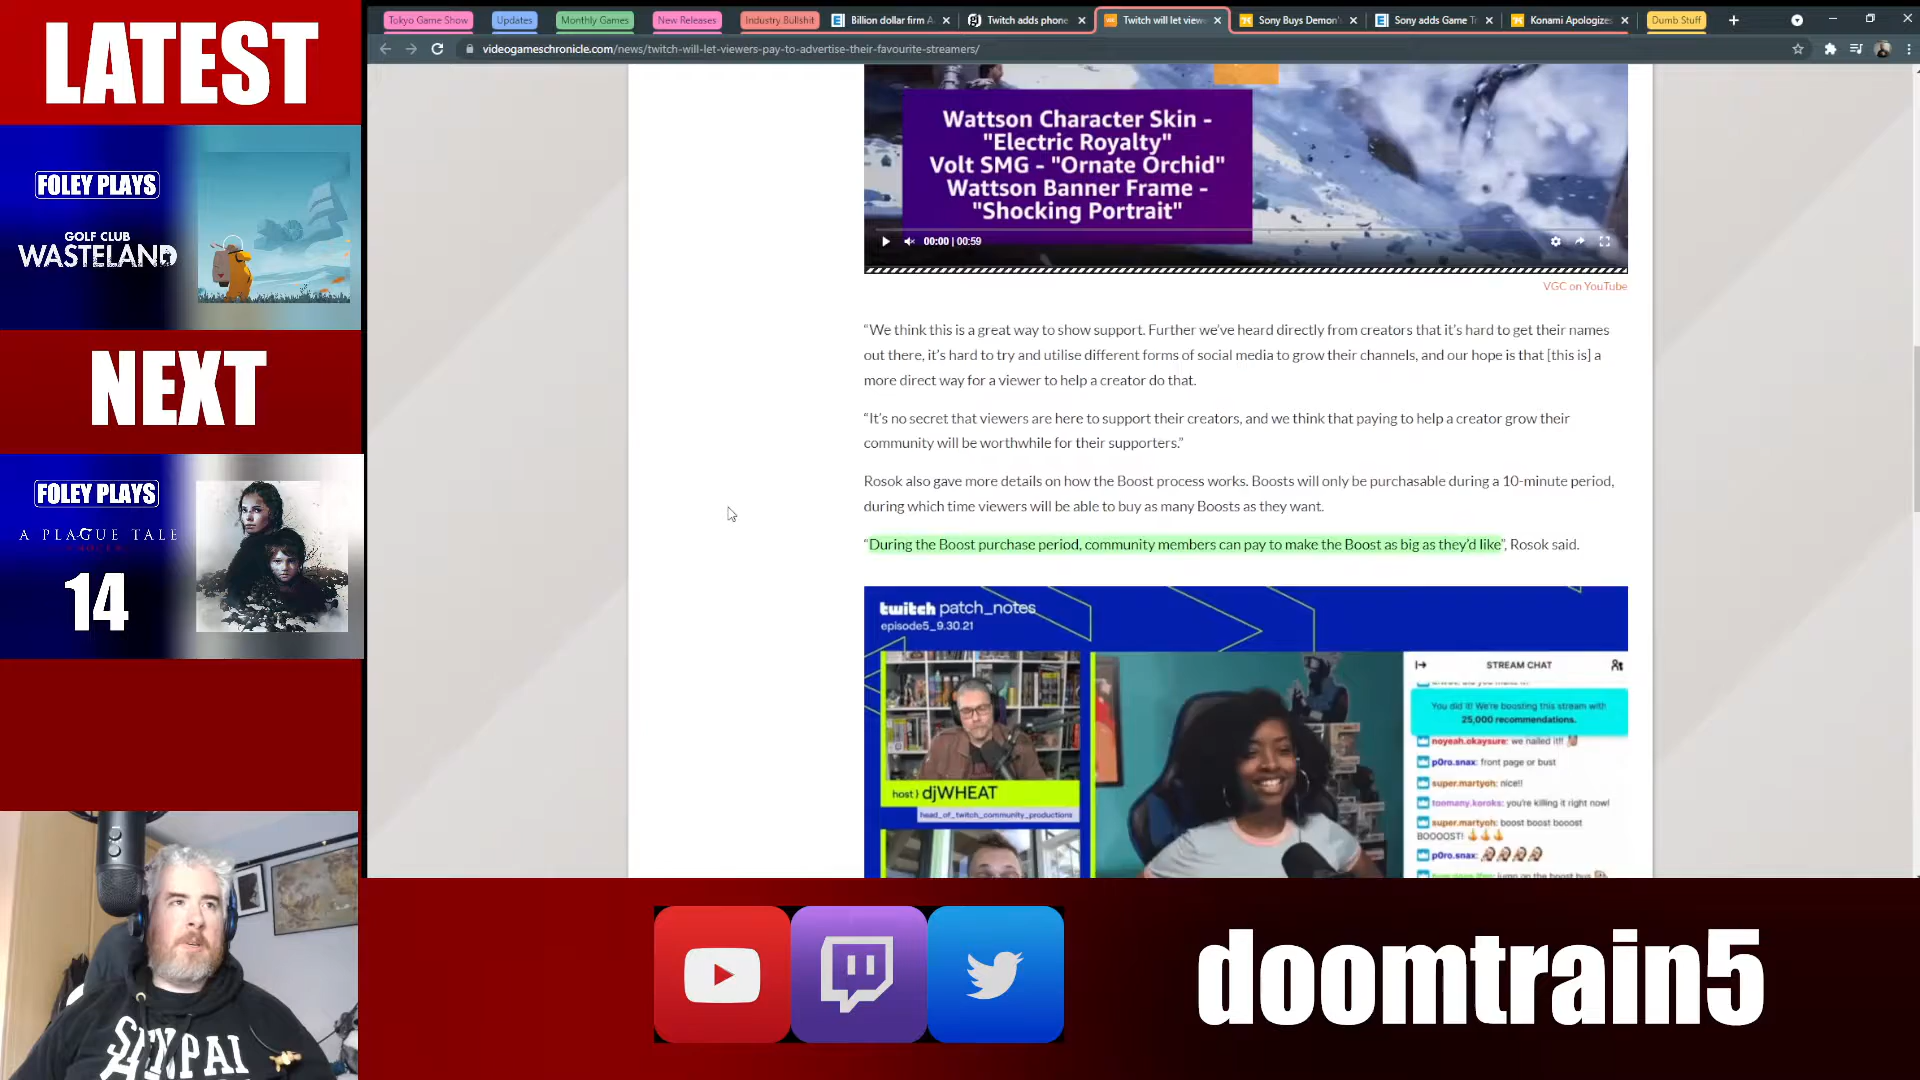 LATEST
FOLEY PLAYS
GOLF CLUB
WASTELAND
NEXT
FOLEY PLAYS
A PLAGUE TALE
14
Tokyo Game Show
Updates
Monthly Games
New Releases
Industry Bullshit
Billion dollar firm A
Twitch adds phone
Twitch will let view
Sony Buys Demon'
Sony adds Game Tr
Konami Apologize
Dumb Stuff
videogameschronicle.com/news/twitch-will-let-viewers-pay-to-advertise-their-favourite-streamers/
Wattson Character Skin -
"Electric Royalty"
Volt SMG - "Ornate Orchid"
Wattson Banner Frame -
"Shocking Portrait"
00:00 | 00:59
VGC on YouTube
“We think this is a great way to show support. Further we’ve heard directly from creators that it’s hard to get their names
out there, it’s hard to try and utilise different forms of social media to grow their channels, and our hope is that [this is] a
more direct way for a viewer to help a creator do that.
“It’s no secret that viewers are here to support their creators, and we think that paying to help a creator grow their
community will be worthwhile for their supporters.”
Rosok also gave more details on how the Boost process works. Boosts will only be purchasable during a 10-minute period,
during which time viewers will be able to buy as many Boosts as they want.
“During the Boost purchase period, community members can pay to make the Boost as big as they’d like”, Rosok said.
twitch patch_notes
episode5_9.30.21
host } djWHEAT
head_of_twitch_community_productions
STREAM CHAT
You did it! We're boosting this stream with
25,000 recommendations.
noyeah.okaysure: we nailed it!!
p0ro.snax: front page or bust
super.martyoh: nice!!
toomany.koroks: you're killing it right now!
super.martyoh: boost boost booost
BOOOOST!
p0ro.snax:
doomtrain5